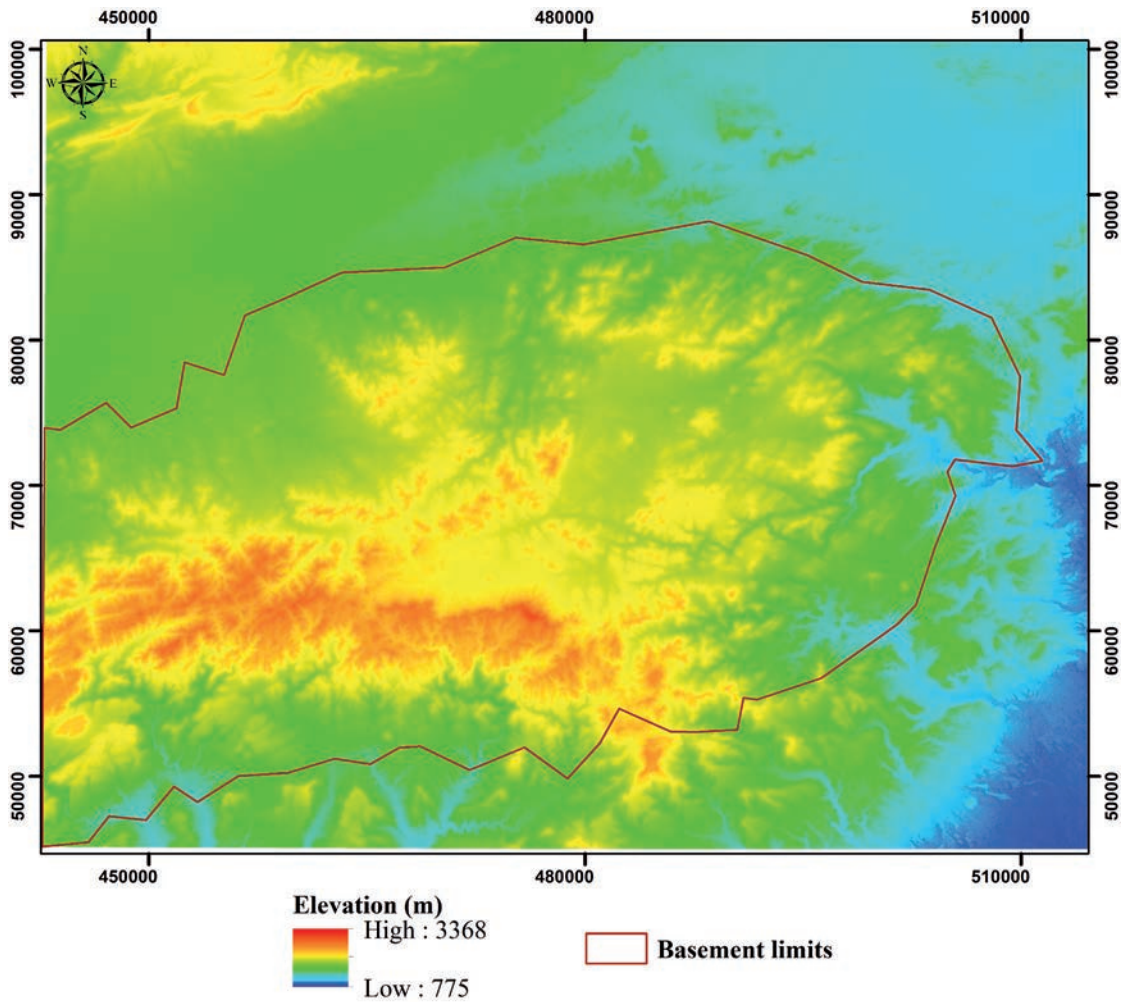 450000 480000 510000
N
W E
S
100000 100000
90000 90000
80000 80000
70000 70000
60000 60000
50000 50000
450000 480000 510000
Elevation (m)
High : 3368
Low : 775
Basement limits